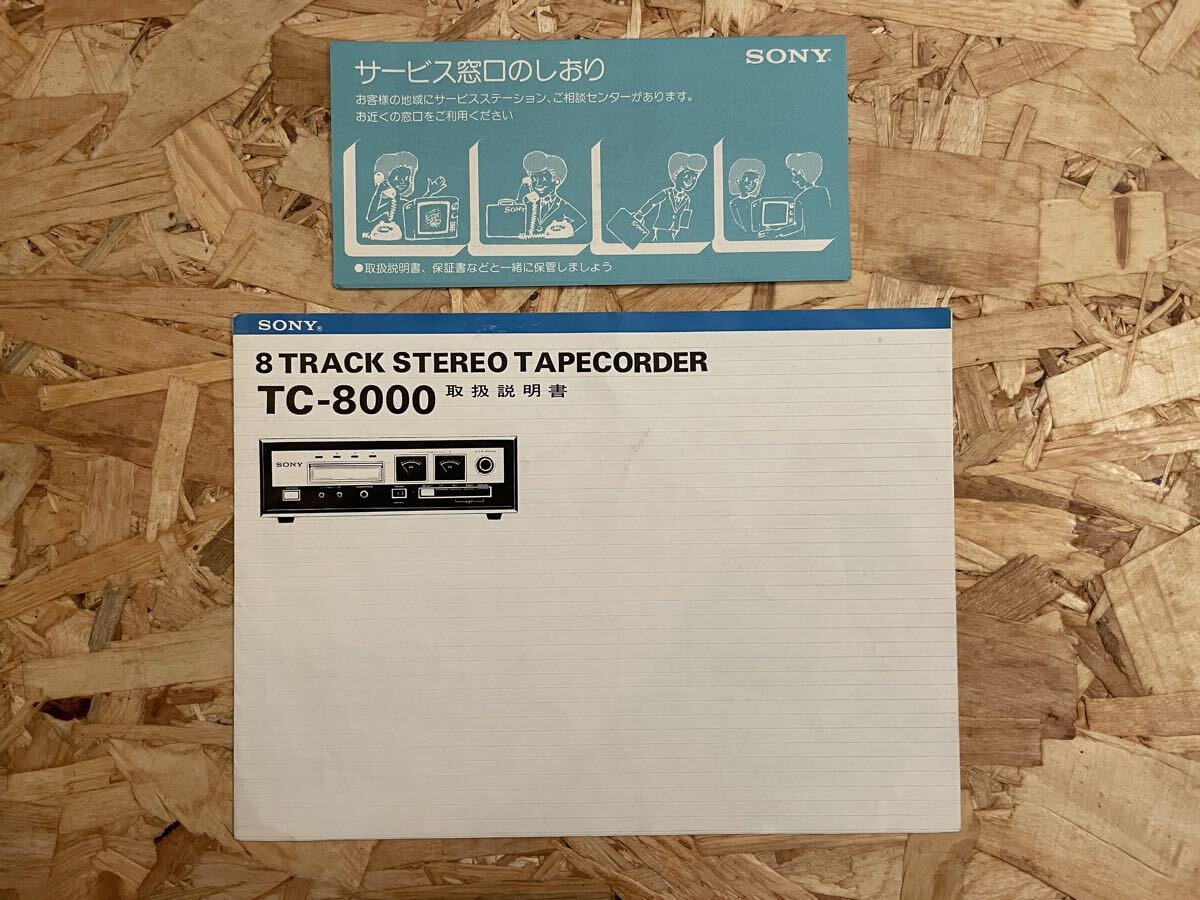 サービス窓口のしおり
SONY
お客様の地域にサービスステーション、ご相談センターがあります。
お近くの窓口をご利用ください
SONY
SONY
●取扱説明書、保証書などと一緒に保管しましょう
SONY®
8 TRACK STEREO TAPECORDER
TC-8000 取扱説明書
SONY